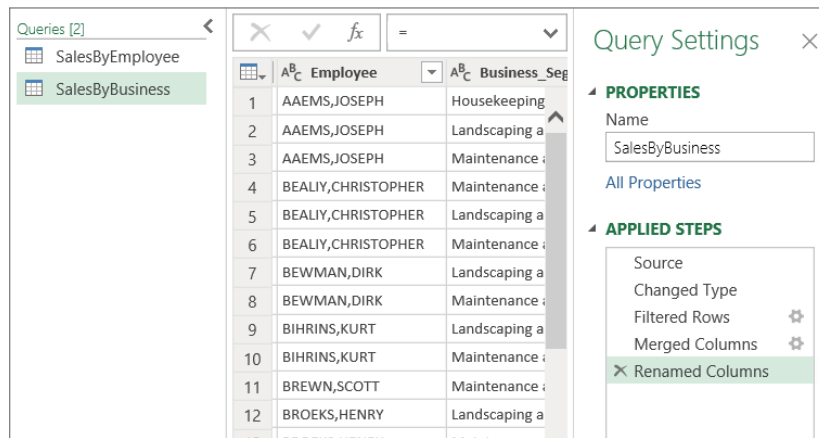 Queries [2]
SalesByEmployee
SalesByBusiness
fx =
ABC Employee ABC Business_Seg
1 AAEMS,JOSEPH Housekeeping
2 AAEMS,JOSEPH Landscaping a
3 AAEMS,JOSEPH Maintenance a
4 BEALIY,CHRISTOPHER Landscaping a
5 BEALIY,CHRISTOPHER Landscaping a
6 BEALIY,CHRISTOPHER Maintenance a
7 BEWMAN,DIRK Landscaping a
8 BEWMAN,DIRK Maintenance a
9 BIHRINS,KURT Landscaping a
10 BIHRINS,KURT Maintenance a
11 BREWN,SCOTT Maintenance a
12 BROEKS,HENRY Landscaping a
Query Settings
PROPERTIES
Name
SalesByBusiness
All Properties
APPLIED STEPS
Source
Changed Type
Filtered Rows
Merged Columns
Renamed Columns